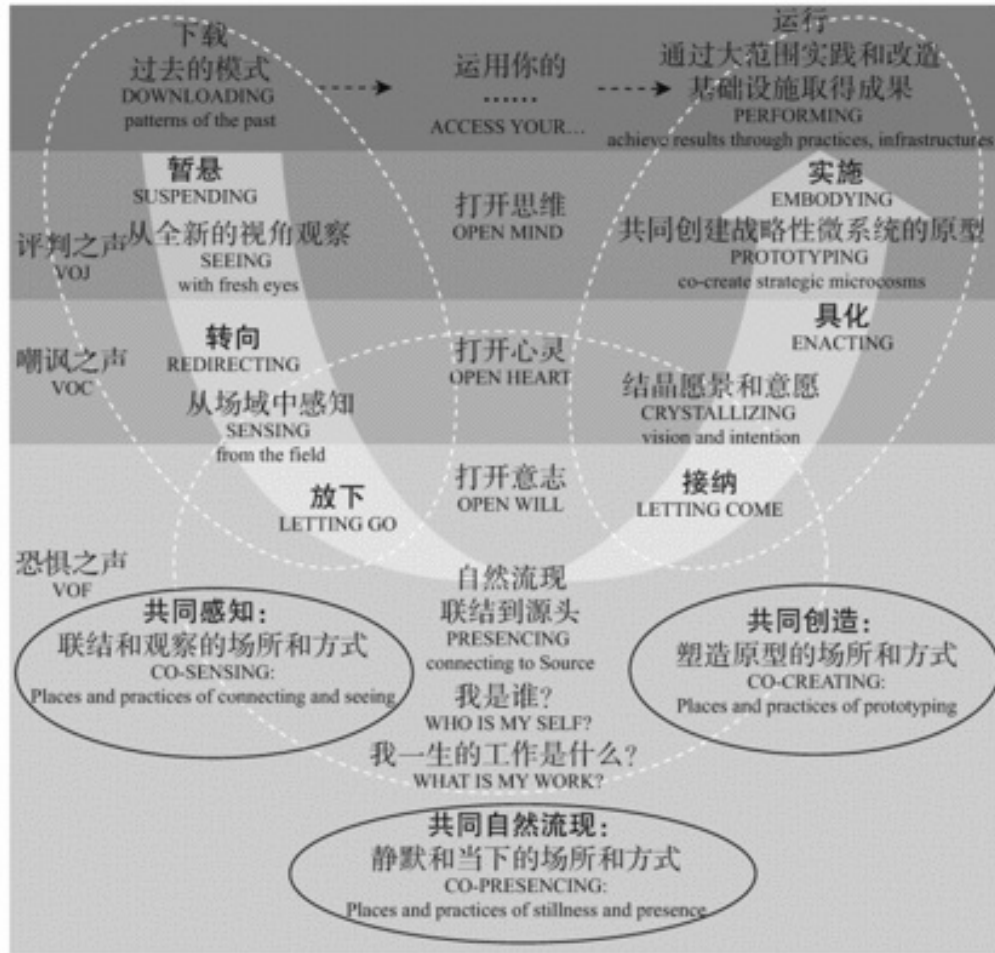 下载
过去的模式
DOWNLOADING
patterns of the past
运用你的
……
ACCESS YOUR…
运行
通过大范围实践和改造
基础设施取得成果
PERFORMING
achieve results through practices, infrastructures
暂悬
SUSPENDING
从全新的视角观察
SEEING
with fresh eyes
评判之声
VOJ
打开思维
OPEN MIND
实施
EMBODYING
共同创建战略性微系统的原型
PROTOTYPING
co-create strategic microcosms
转向
REDIRECTING
嘲讽之声
VOC
从场域中感知
SENSING
from the field
打开心灵
OPEN HEART
具化
ENACTING
结晶愿景和意愿
CRYSTALLIZING
vision and intention
放下
LETTING GO
打开意志
OPEN WILL
接纳
LETTING COME
恐惧之声
VOF
自然流现
联结到源头
PRESENCING
connecting to Source
我是谁?
WHO IS MY SELF?
我一生的工作是什么?
WHAT IS MY WORK?
共同感知:
联结和观察的场所和方式
CO-SENSING:
Places and practices of connecting and seeing
共同创造:
塑造原型的场所和方式
CO-CREATING:
Places and practices of prototyping
共同自然流现:
静默和当下的场所和方式
CO-PRESENCING:
Places and practices of stillness and presence